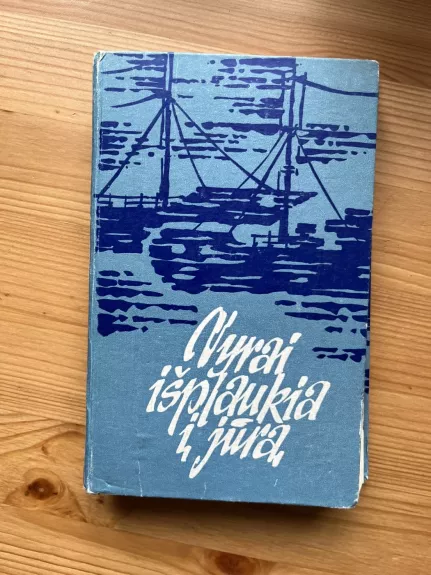 Vyrai
išplaukia
į jūrą